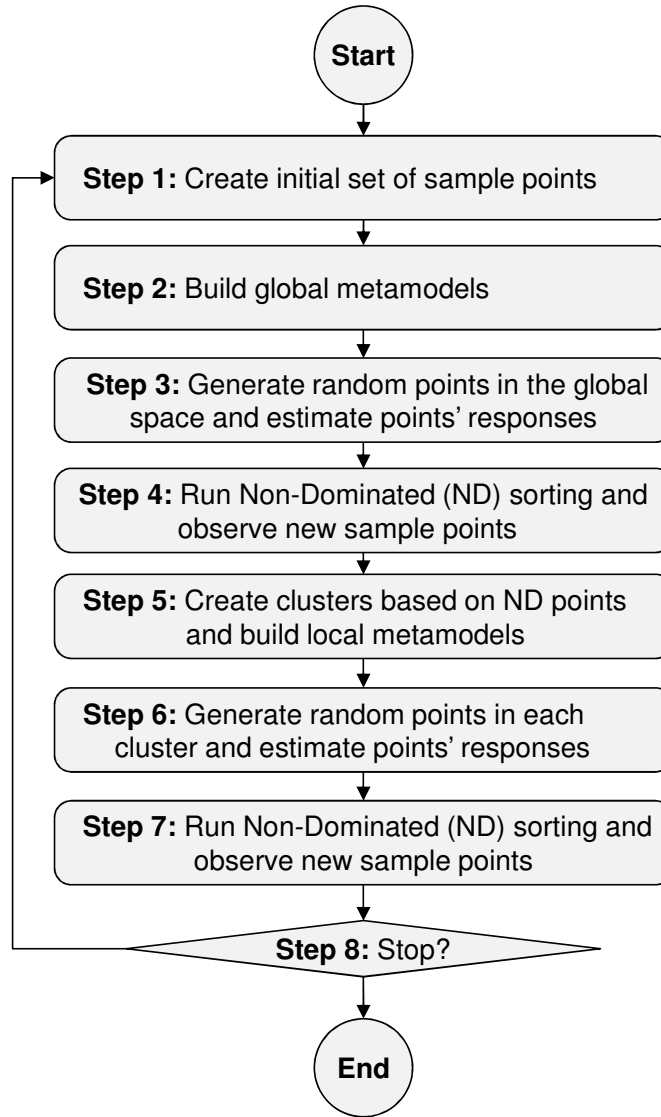 Start
Step 1: Create initial set of sample points
Step 2: Build global metamodels
Step 3: Generate random points in the global
space and estimate points’ responses
Step 4: Run Non-Dominated (ND) sorting and
observe new sample points
Step 5: Create clusters based on ND points
and build local metamodels
Step 6: Generate random points in each
cluster and estimate points’ responses
Step 7: Run Non-Dominated (ND) sorting and
observe new sample points
Step 8: Stop?
End